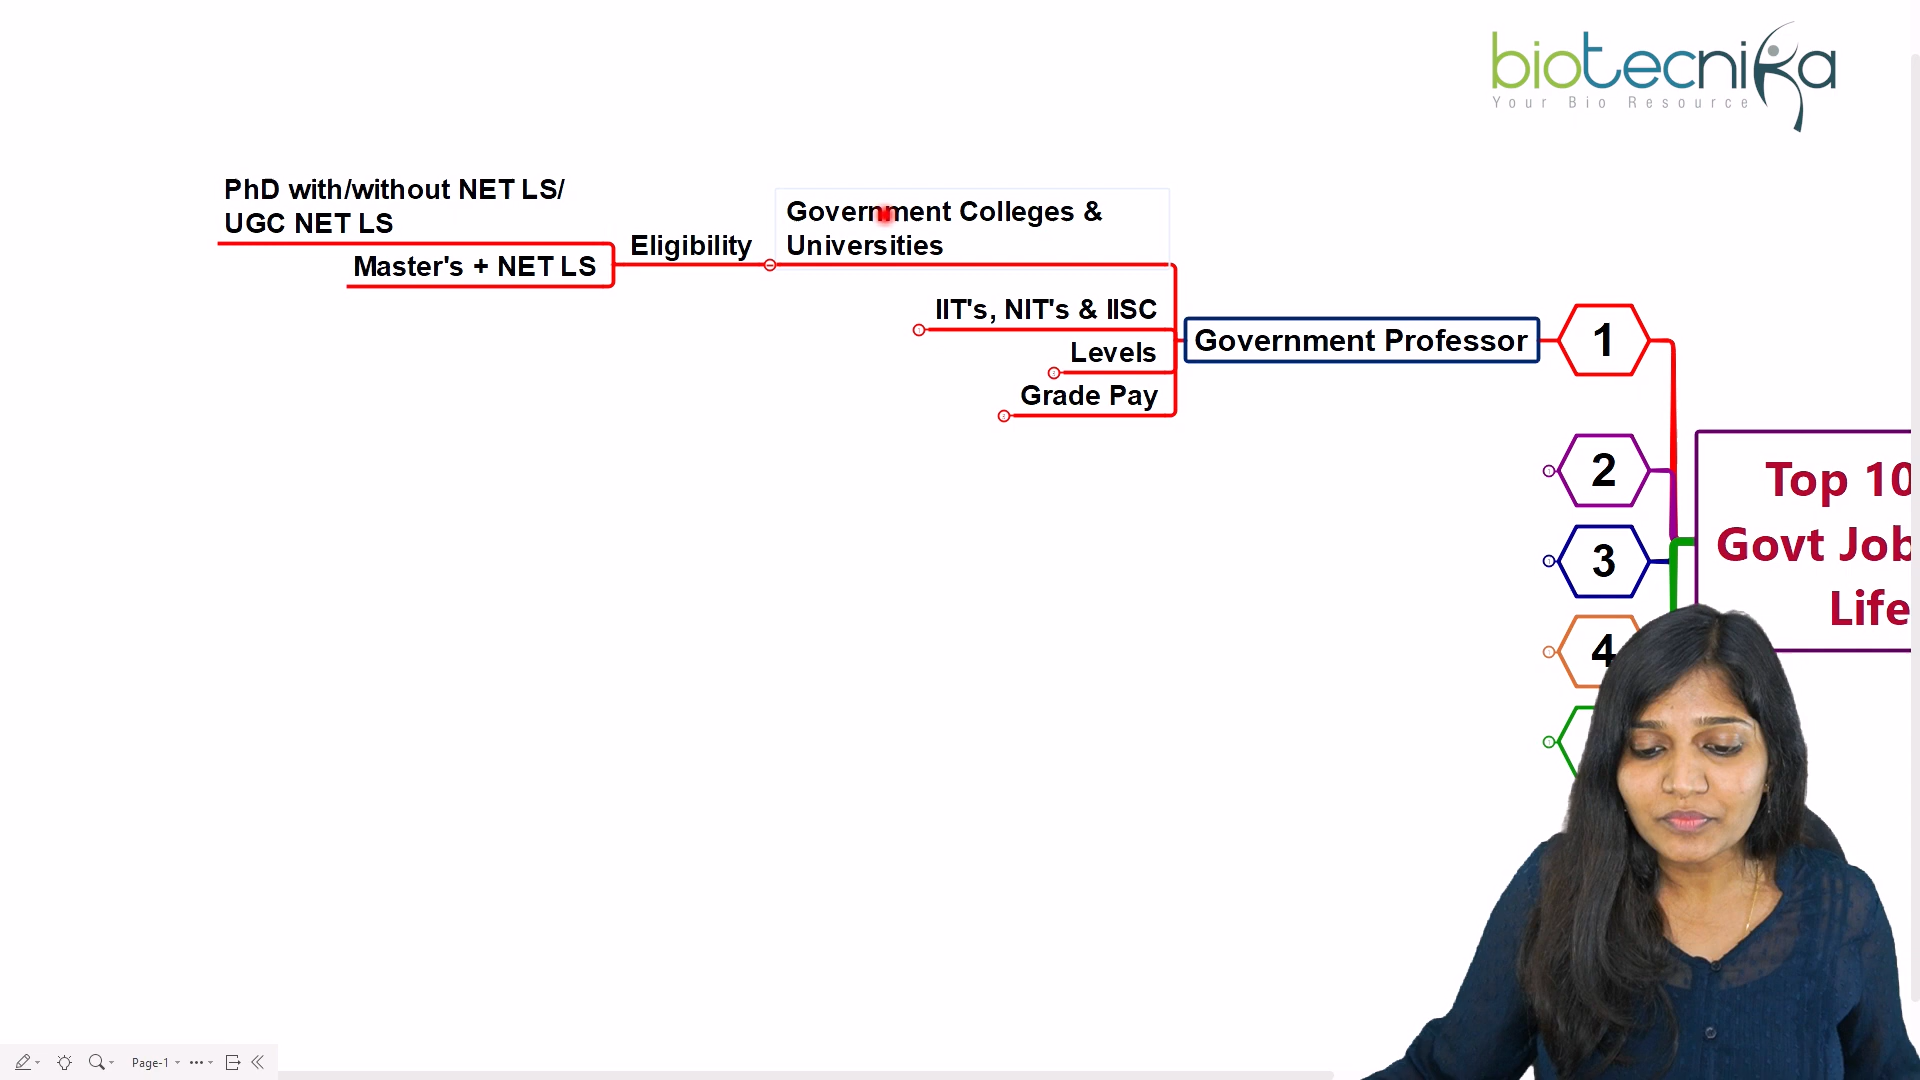 biotecnika
Your Bio Resource
PhD with/without NET LS/
UGC NET LS
Master's + NET LS
Eligibility
Government Colleges &
Universities
IIT's, NIT's & IISC
Levels
Grade Pay
Government Professor
1
2
3
4
Top 10
Govt Job
Life
Page-1